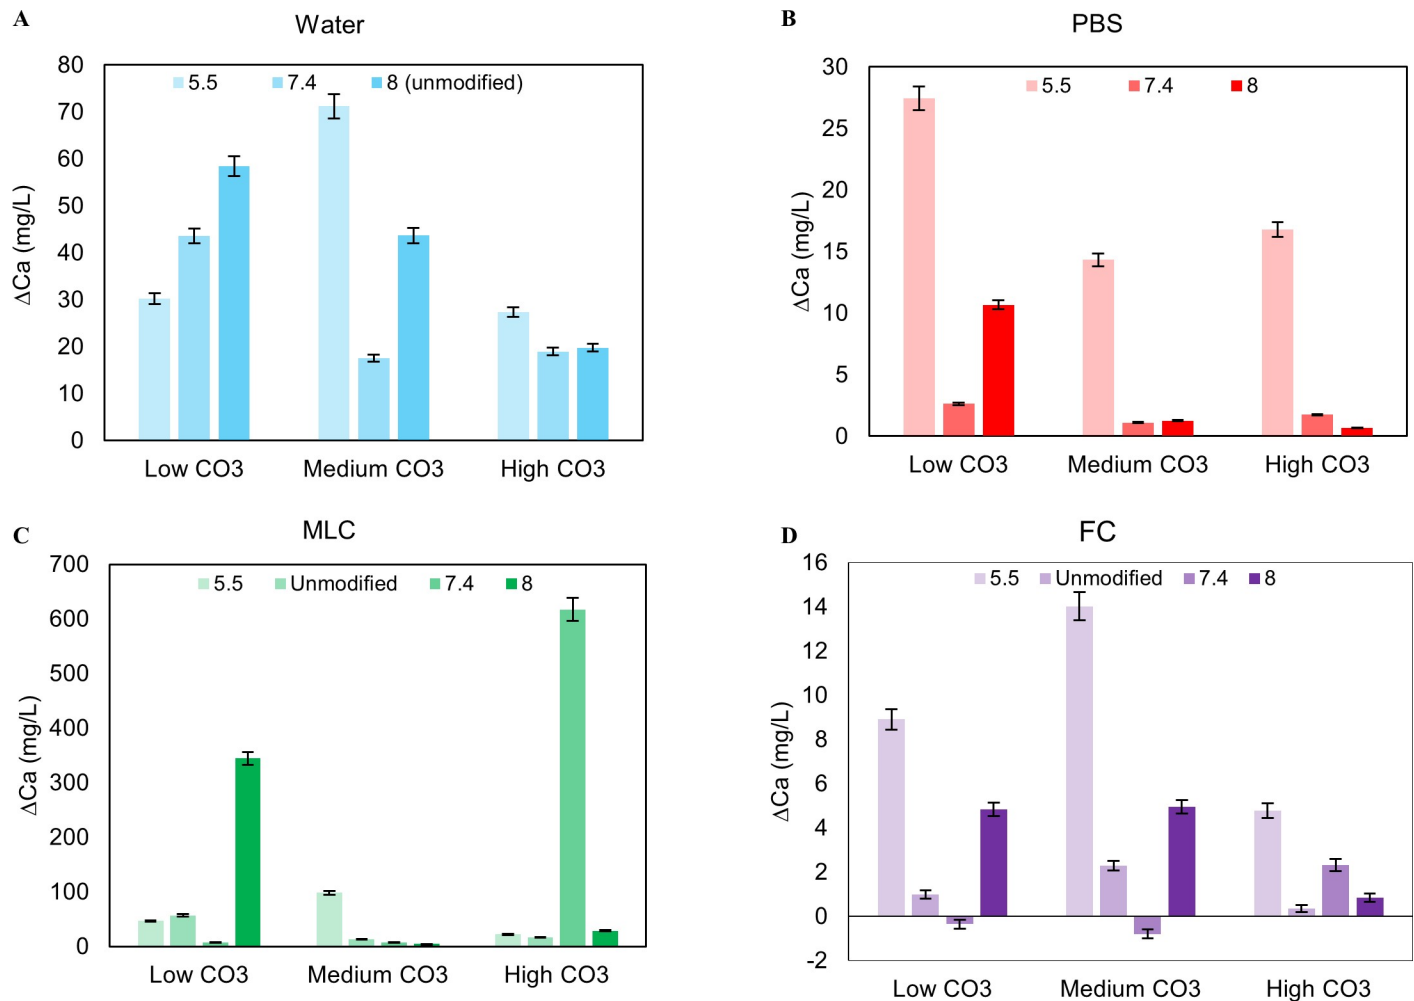 A
Water
80
70
60
50
40
30
20
10
0
ΔCa (mg/L)
5.5 7.4 8 (unmodified)
Low CO3 Medium CO3 High CO3
B
PBS
30
25
20
15
10
5
0
ΔCa (mg/L)
5.5 7.4 8
Low CO3 Medium CO3 High CO3
C
MLC
700
600
500
400
300
200
100
0
ΔCa (mg/L)
5.5 Unmodified 7.4 8
Low CO3 Medium CO3 High CO3
D
FC
16
14
12
10
8
6
4
2
0
-2
ΔCa (mg/L)
5.5 Unmodified 7.4 8
Low CO3 Medium CO3 High CO3